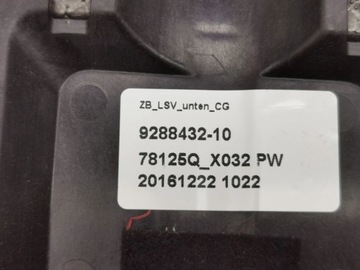 ZB_LSV_unten_CG
9288432-10
78125Q_X032 PW
20161222 1022